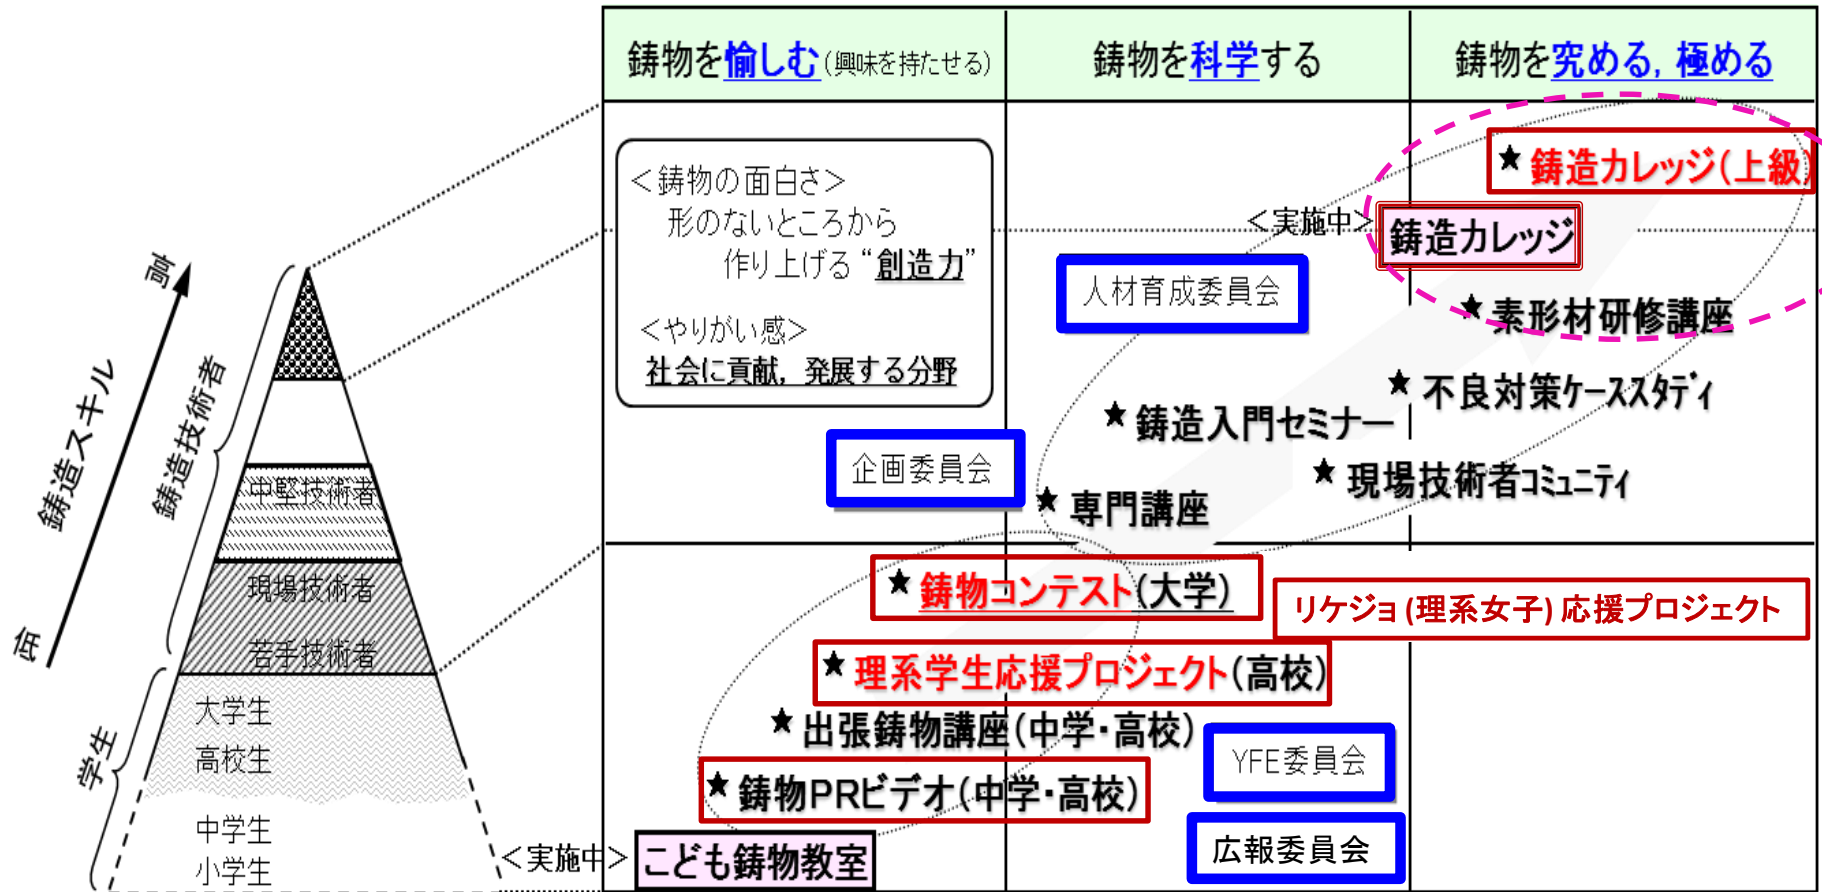 鋳物を愉しむ(興味を持たせる)
鋳物を科学する
鋳物を究める, 極める
<鋳物の面白さ>
形のないところから
作り上げる “創造力”
<やりがい感>
社会に貢献, 発展する分野
★ 鋳造カレッジ(上級)
<実施中>
鋳造カレッジ
人材育成委員会
★ 素形材研修講座
★ 不良対策ケーススタディ
★ 鋳造入門セミナー
企画委員会
★ 現場技術者コミュニティ
★ 専門講座
★ 鋳物コンテスト(大学)
リケジョ(理系女子)応援プロジェクト
★ 理系学生応援プロジェクト(高校)
★ 出張鋳物講座(中学・高校)
YFE委員会
★ 鋳物PRビデオ(中学・高校)
広報委員会
<実施中>
こども鋳物教室
高
鋳造スキル
低
鋳造技術者
学生
中堅技術者
現場技術者
若手技術者
大学生
高校生
中学生
小学生